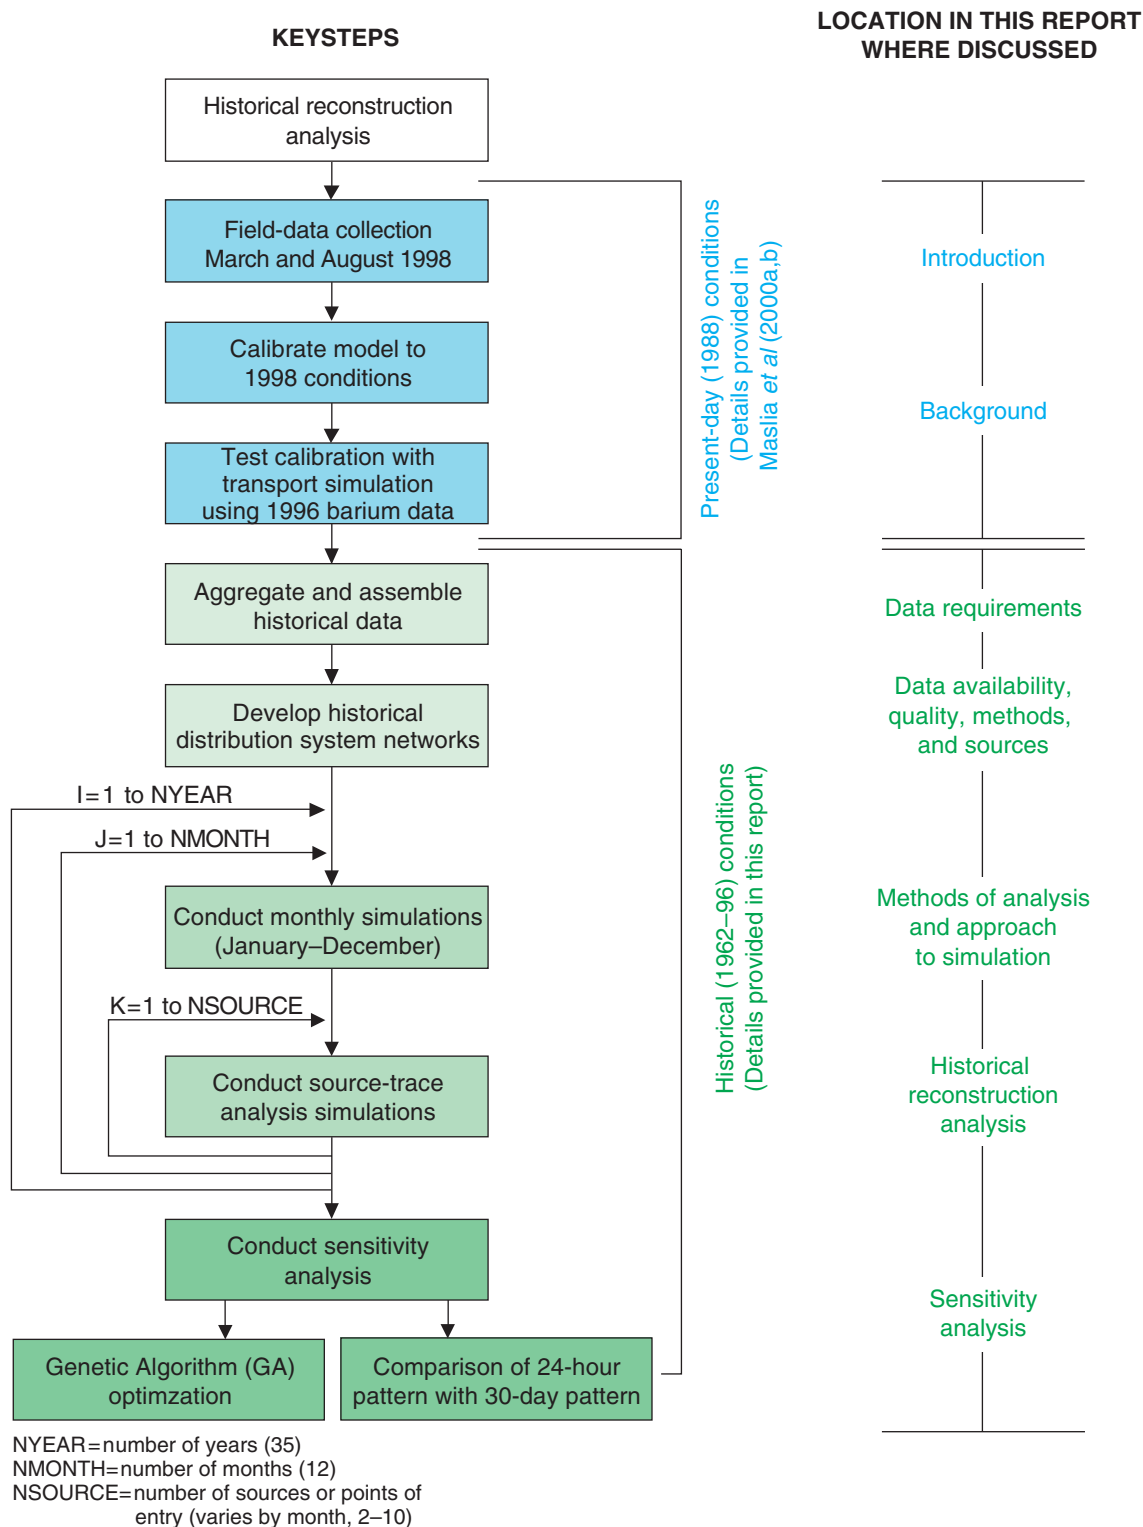 KEYSTEPS
LOCATION IN THIS REPORT
WHERE DISCUSSED
Historical reconstruction
analysis
Field-data collection
March and August 1998
Calibrate model to
1998 conditions
Test calibration with
transport simulation
using 1996 barium data
Aggregate and assemble
historical data
Develop historical
distribution system networks
I=1 to NYEAR
J=1 to NMONTH
Conduct monthly simulations
(January–December)
K=1 to NSOURCE
Conduct source-trace
analysis simulations
Conduct sensitivity
analysis
Genetic Algorithm (GA)
optimzation
Comparison of 24-hour
pattern with 30-day pattern
Present-day (1988) conditions
(Details provided in
Maslia et al (2000a,b)
Historical (1962–96) conditions
(Details provided in this report)
Introduction
Background
Data requirements
Data availability,
quality, methods,
and sources
Methods of analysis
and approach
to simulation
Historical
reconstruction
analysis
Sensitivity
analysis
NYEAR=number of years (35)
NMONTH=number of months (12)
NSOURCE=number of sources or points of
entry (varies by month, 2–10)